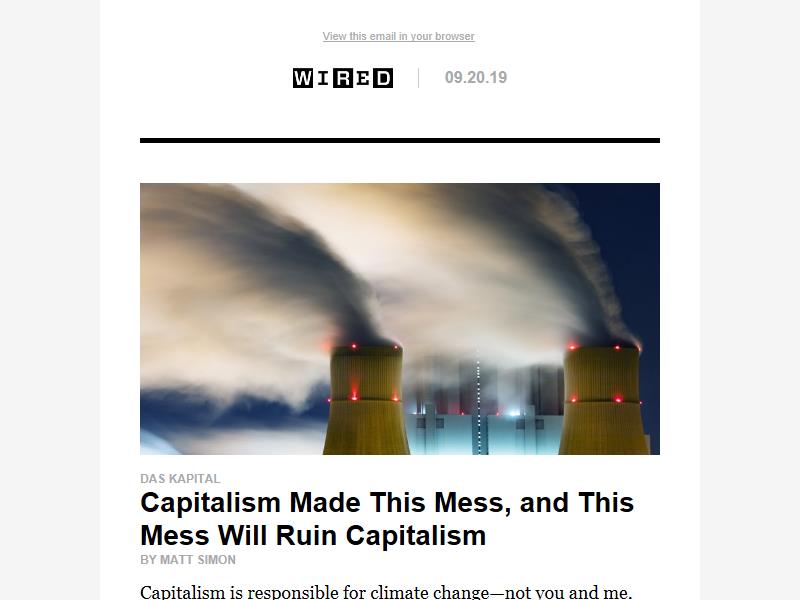 View this email in your browser
WIRED
09.20.19
DAS KAPITAL
Capitalism Made This Mess, and This
Mess Will Ruin Capitalism
BY MATT SIMON
Capitalism is responsible for climate change—not you and me.